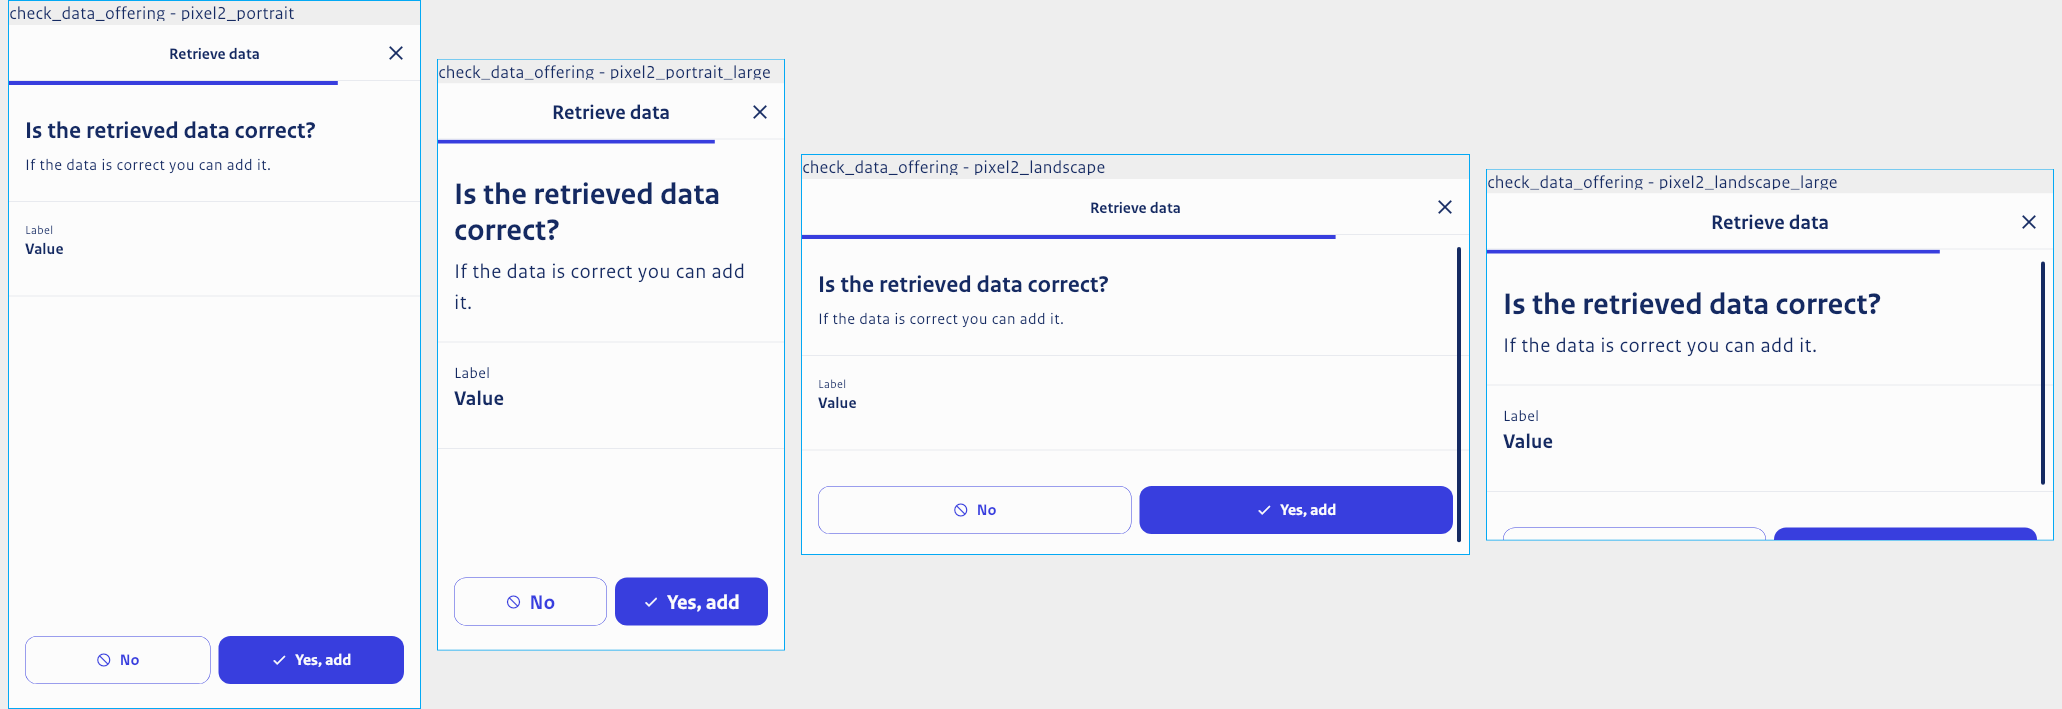 check_data_offering - pixel2_portrait
Retrieve data
Is the retrieved data correct?
If the data is correct you can add it.
Label
Value
No
Yes, add
check_data_offering - pixel2_portrait_large
Retrieve data
Is the retrieved data
correct?
If the data is correct you can add
it.
Label
Value
No
Yes, add
check_data_offering - pixel2_landscape
Retrieve data
Is the retrieved data correct?
If the data is correct you can add it.
Label
Value
No
Yes, add
check_data_offering - pixel2_landscape_large
Retrieve data
Is the retrieved data correct?
If the data is correct you can add it.
Label
Value